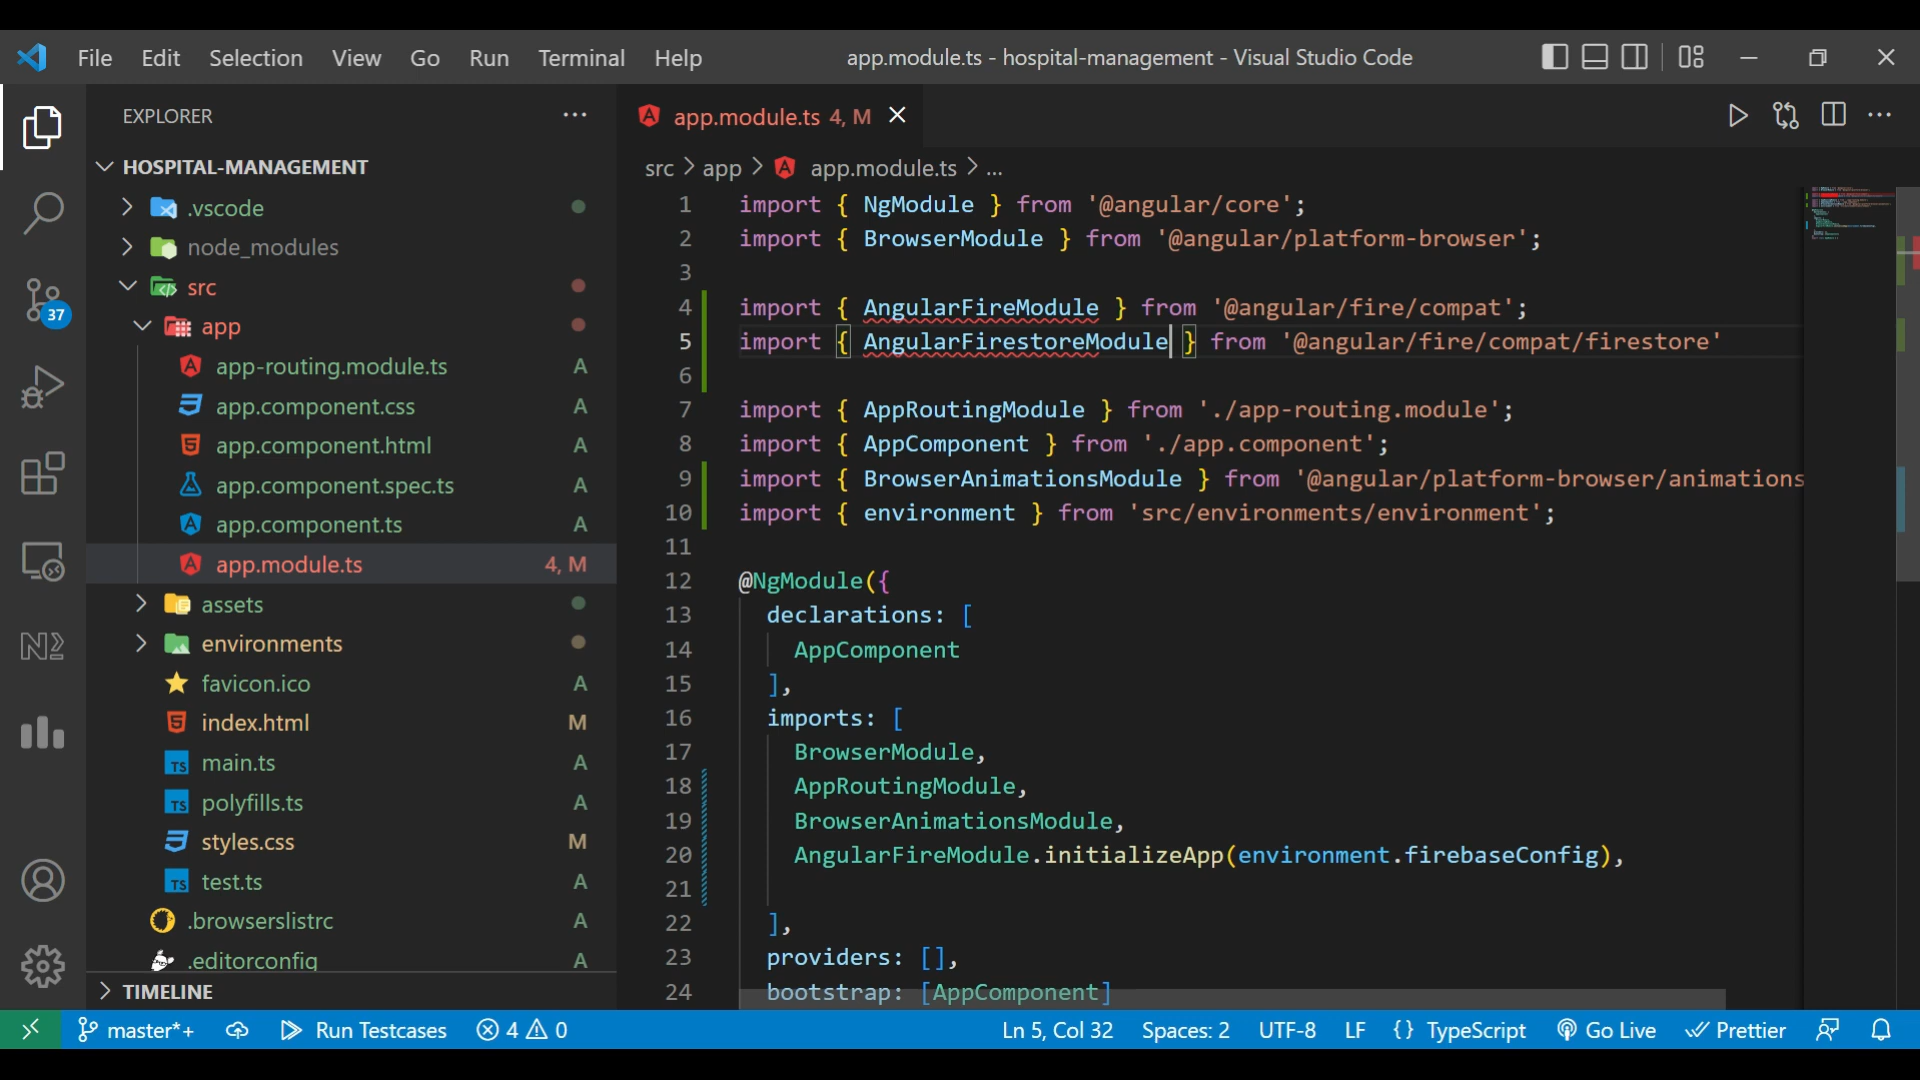 File Edit Selection View Go Run Terminal Help
app.module.ts - hospital-management - Visual Studio Code
EXPLORER
app.module.ts 4, M
HOSPITAL-MANAGEMENT
src > app > app.module.ts > ...
.vscode
node_modules
src
app
app-routing.module.ts A
app.component.css A
app.component.html A
app.component.spec.ts A
app.component.ts A
app.module.ts 4, M
assets
environments
favicon.ico A
index.html M
main.ts A
polyfills.ts A
styles.css M
test.ts A
.browserslistrc A
.editorconfig A
TIMELINE
37
1 import { NgModule } from '@angular/core';
2 import { BrowserModule } from '@angular/platform-browser';
3
4 import { AngularFireModule } from '@angular/fire/compat';
5 import { AngularFirestoreModule } from '@angular/fire/compat/firestore'
6
7 import { AppRoutingModule } from './app-routing.module';
8 import { AppComponent } from './app.component';
9 import { BrowserAnimationsModule } from '@angular/platform-browser/animations
10 import { environment } from 'src/environments/environment';
11
12 @NgModule({
13 declarations: [
14 AppComponent
15 ],
16 imports: [
17 BrowserModule,
18 AppRoutingModule,
19 BrowserAnimationsModule,
20 AngularFireModule.initializeApp(environment.firebaseConfig),
21
22 ],
23 providers: [],
24 bootstrap: [AppComponent]
master*+ Run Testcases 4 0 Ln 5, Col 32 Spaces: 2 UTF-8 LF {} TypeScript Go Live Prettier